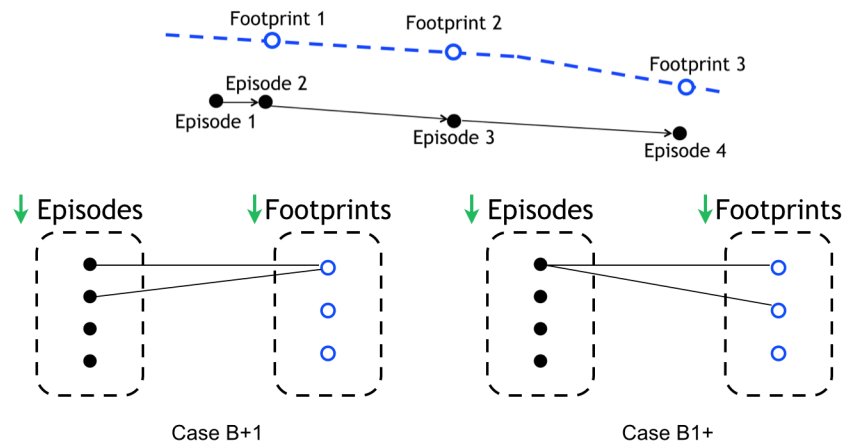 Footprint 1
Footprint 2
Footprint 3
Episode 2
Episode 1
Episode 3
Episode 4
Episodes
Footprints
Episodes
Footprints
Case B+1
Case B1+